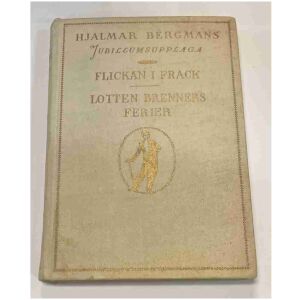 HJALMAR BERGMANS
JUBILEUMSUPPLAGA
FLICKAN I FRACK
LOTTEN BRENNERS
FERIER